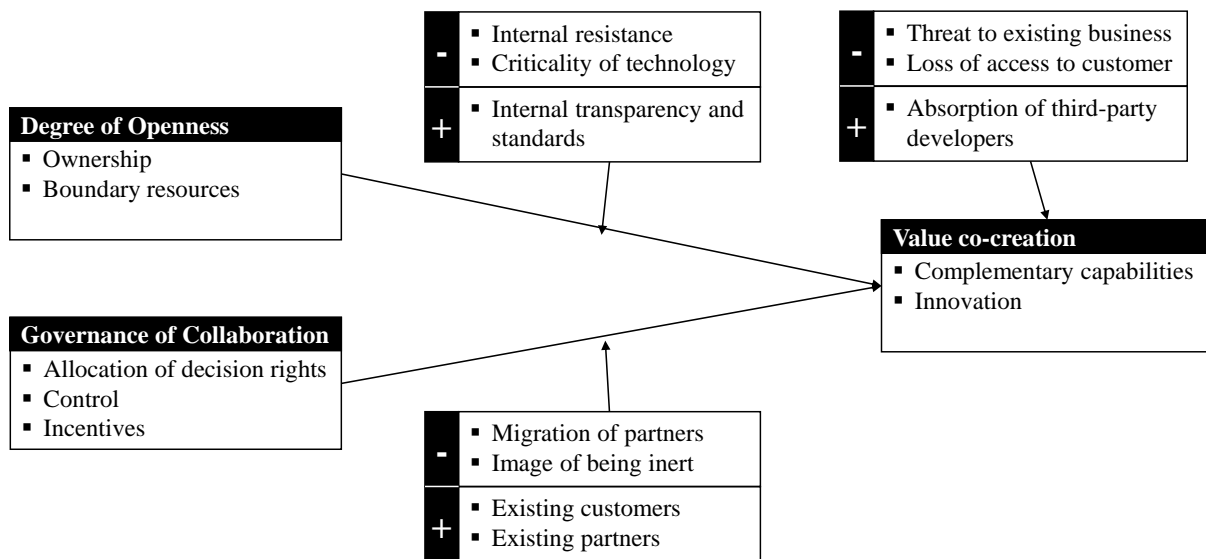 - Internal resistance
- Criticality of technology
-
+
- Internal transparency and
standards
- Threat to existing business
- Loss of access to customer
-
+
- Absorption of third-party
developers
Degree of Openness
- Ownership
- Boundary resources
Value co-creation
- Complementary capabilities
- Innovation
Governance of Collaboration
- Allocation of decision rights
- Control
- Incentives
- Migration of partners
- Image of being inert
-
+
- Existing customers
- Existing partners